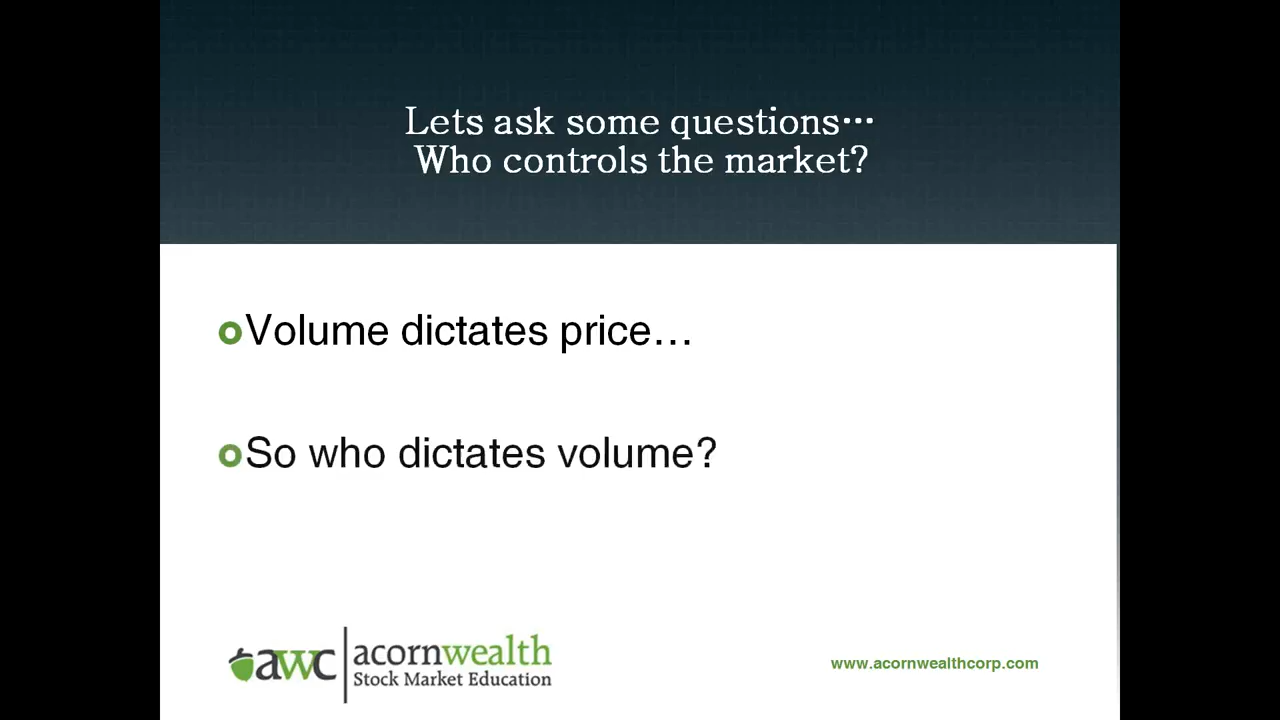 Lets ask some questions…
Who controls the market?
Volume dictates price…
So who dictates volume?
awc
acornwealth
Stock Market Education
www.acornwealthcorp.com